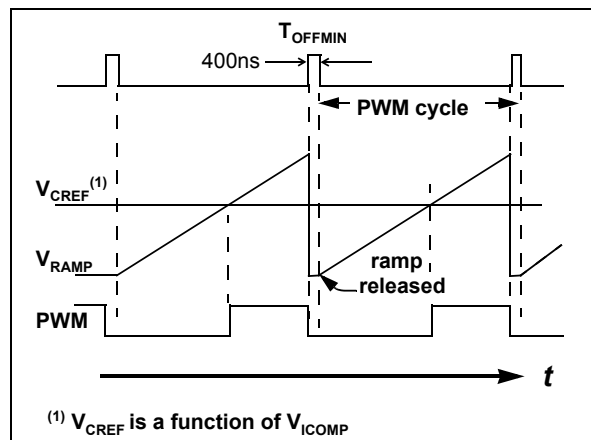 TOFFMIN
400ns
PWM cycle
VCREF(1)
VRAMP
ramp
released
PWM
t
(1) VCREF is a function of VICOMP